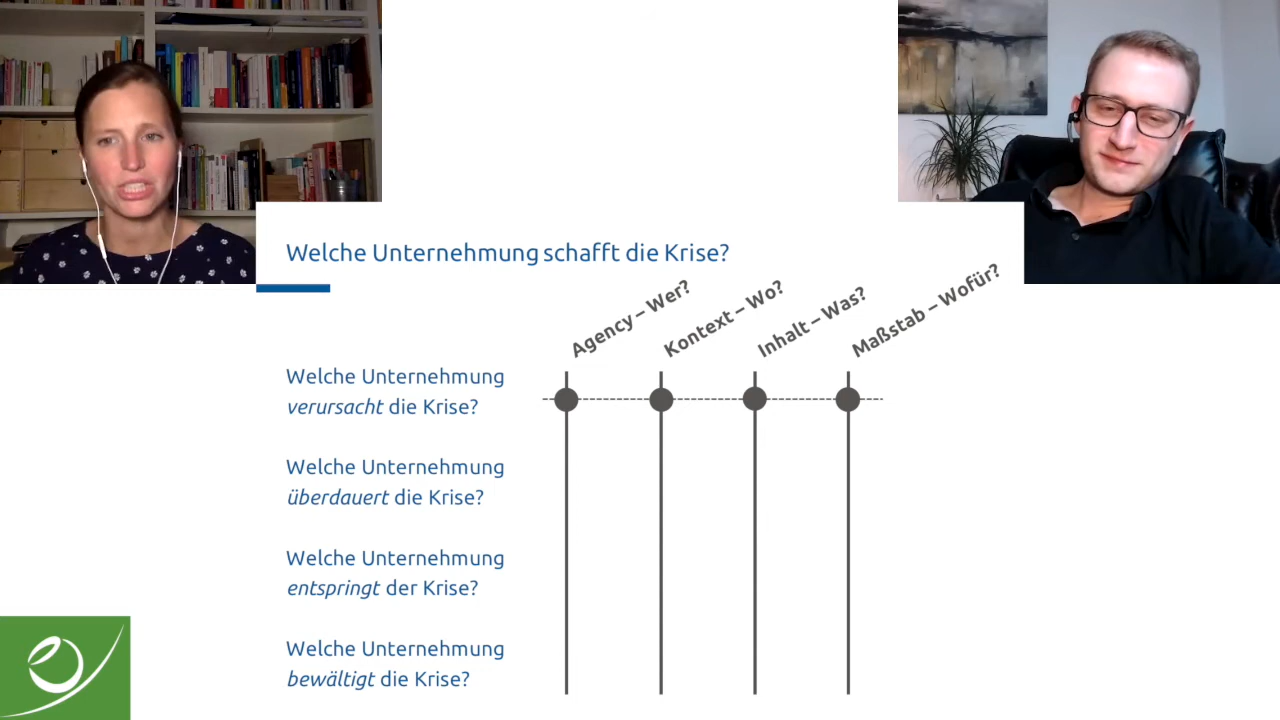 Welche Unternehmung schafft die Krise?
Agency – Wer?
Kontext – Wo?
Inhalt – Was?
Maßstab – Wofür?
Welche Unternehmung
verursacht die Krise?
Welche Unternehmung
überdauert die Krise?
Welche Unternehmung
entspringt der Krise?
Welche Unternehmung
bewältigt die Krise?